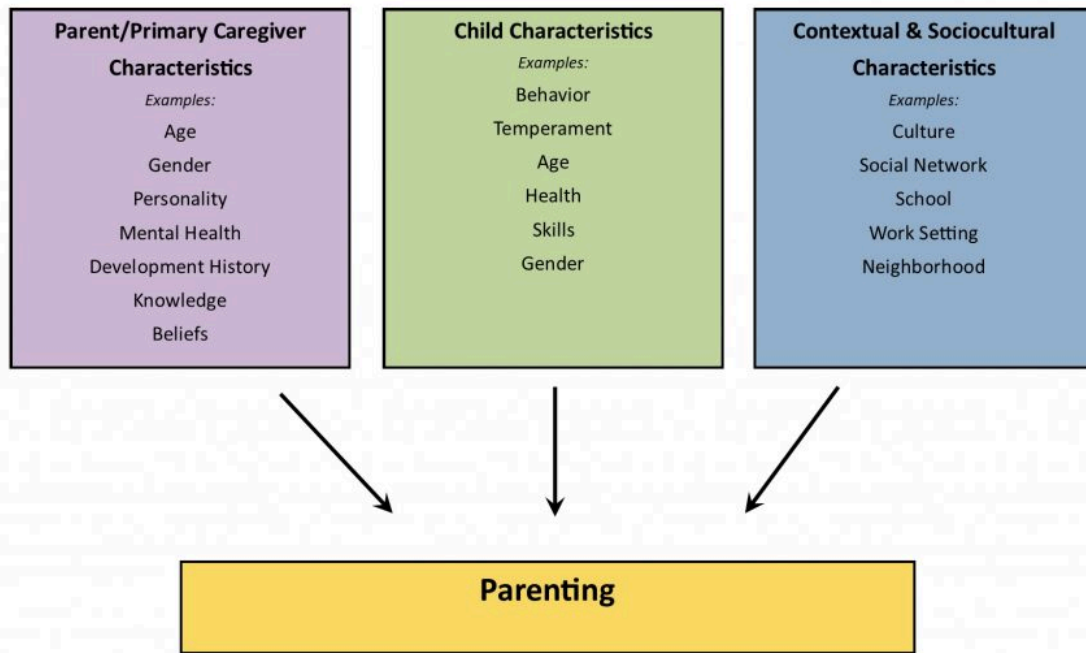 Parent/Primary Caregiver
Characteristics
Examples:
Age
Gender
Personality
Mental Health
Development History
Knowledge
Beliefs
Child Characteristics
Examples:
Behavior
Temperament
Age
Health
Skills
Gender
Contextual & Sociocultural
Characteristics
Examples:
Culture
Social Network
School
Work Setting
Neighborhood
Parenting